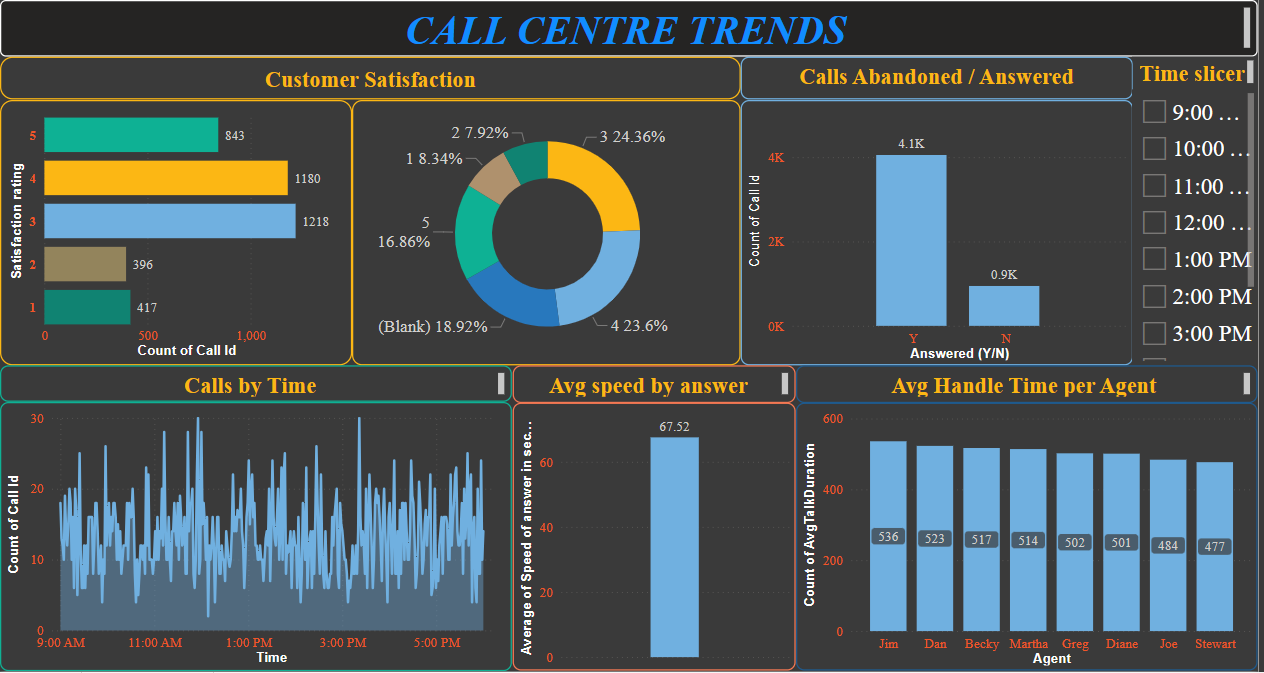 CALL CENTRE TRENDS
Customer Satisfaction
Calls Abandoned / Answered
Time slicer
Satisfaction rating
5
843
4
1180
3
1218
2
396
1
417
0
500
1,000
Count of Call Id
2 7.92%
3 24.36%
1 8.34%
5
16.86%
(Blank) 18.92%
4 23.6%
Count of Call Id
4K
2K
0K
4.1K
0.9K
Y
N
Answered (Y/N)
9:00 ...
10:00 ...
11:00 ...
12:00 ...
1:00 PM
2:00 PM
3:00 PM
Calls by Time
Avg speed by answer
Avg Handle Time per Agent
Count of Call Id
30
20
10
0
9:00 AM
11:00 AM
1:00 PM
3:00 PM
5:00 PM
Time
Average of Speed of answer in sec...
67.52
60
40
20
0
Count of AvgTalkDuration
600
400
200
0
536
523
517
514
502
501
484
477
Jim
Dan
Becky
Martha
Greg
Diane
Joe
Stewart
Agent